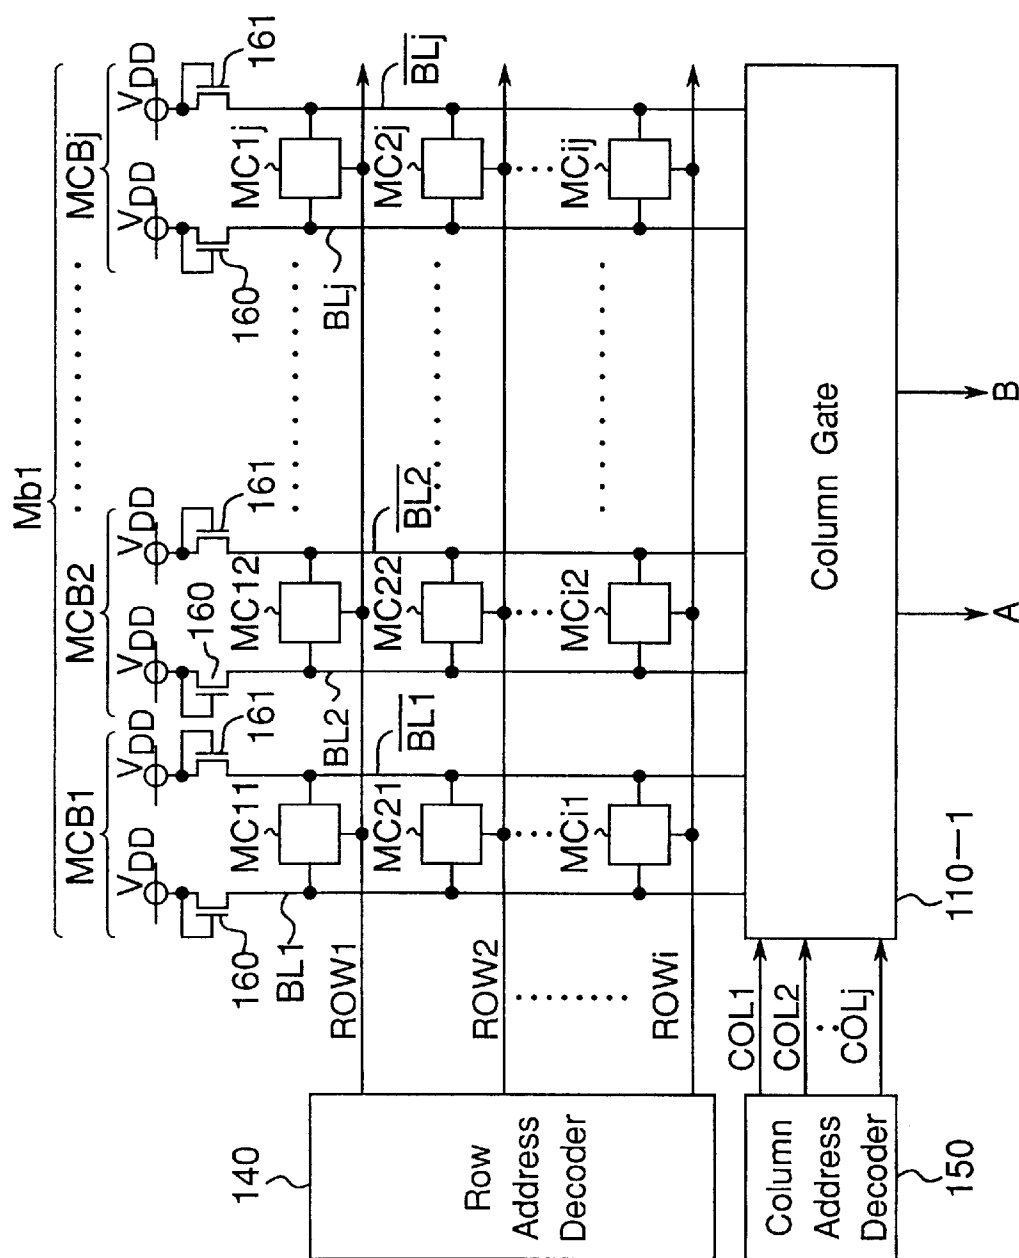 Mb1
MCB1 MCB2 ........ MCBj
VDD VDD VDD VDD VDD VDD
160 161 160 161 160 161
BL1 MC11 BL1 BL2 MC12 BL2 BLj MC1j BLj
ROW1
MC21 MC22 MC2j
ROW2
MCi1 MCi2 MCij
ROWi
140
Row
Address
Decoder
COL1
COL2
COLj
Column
Address
Decoder
150
Column Gate
110—1
A B